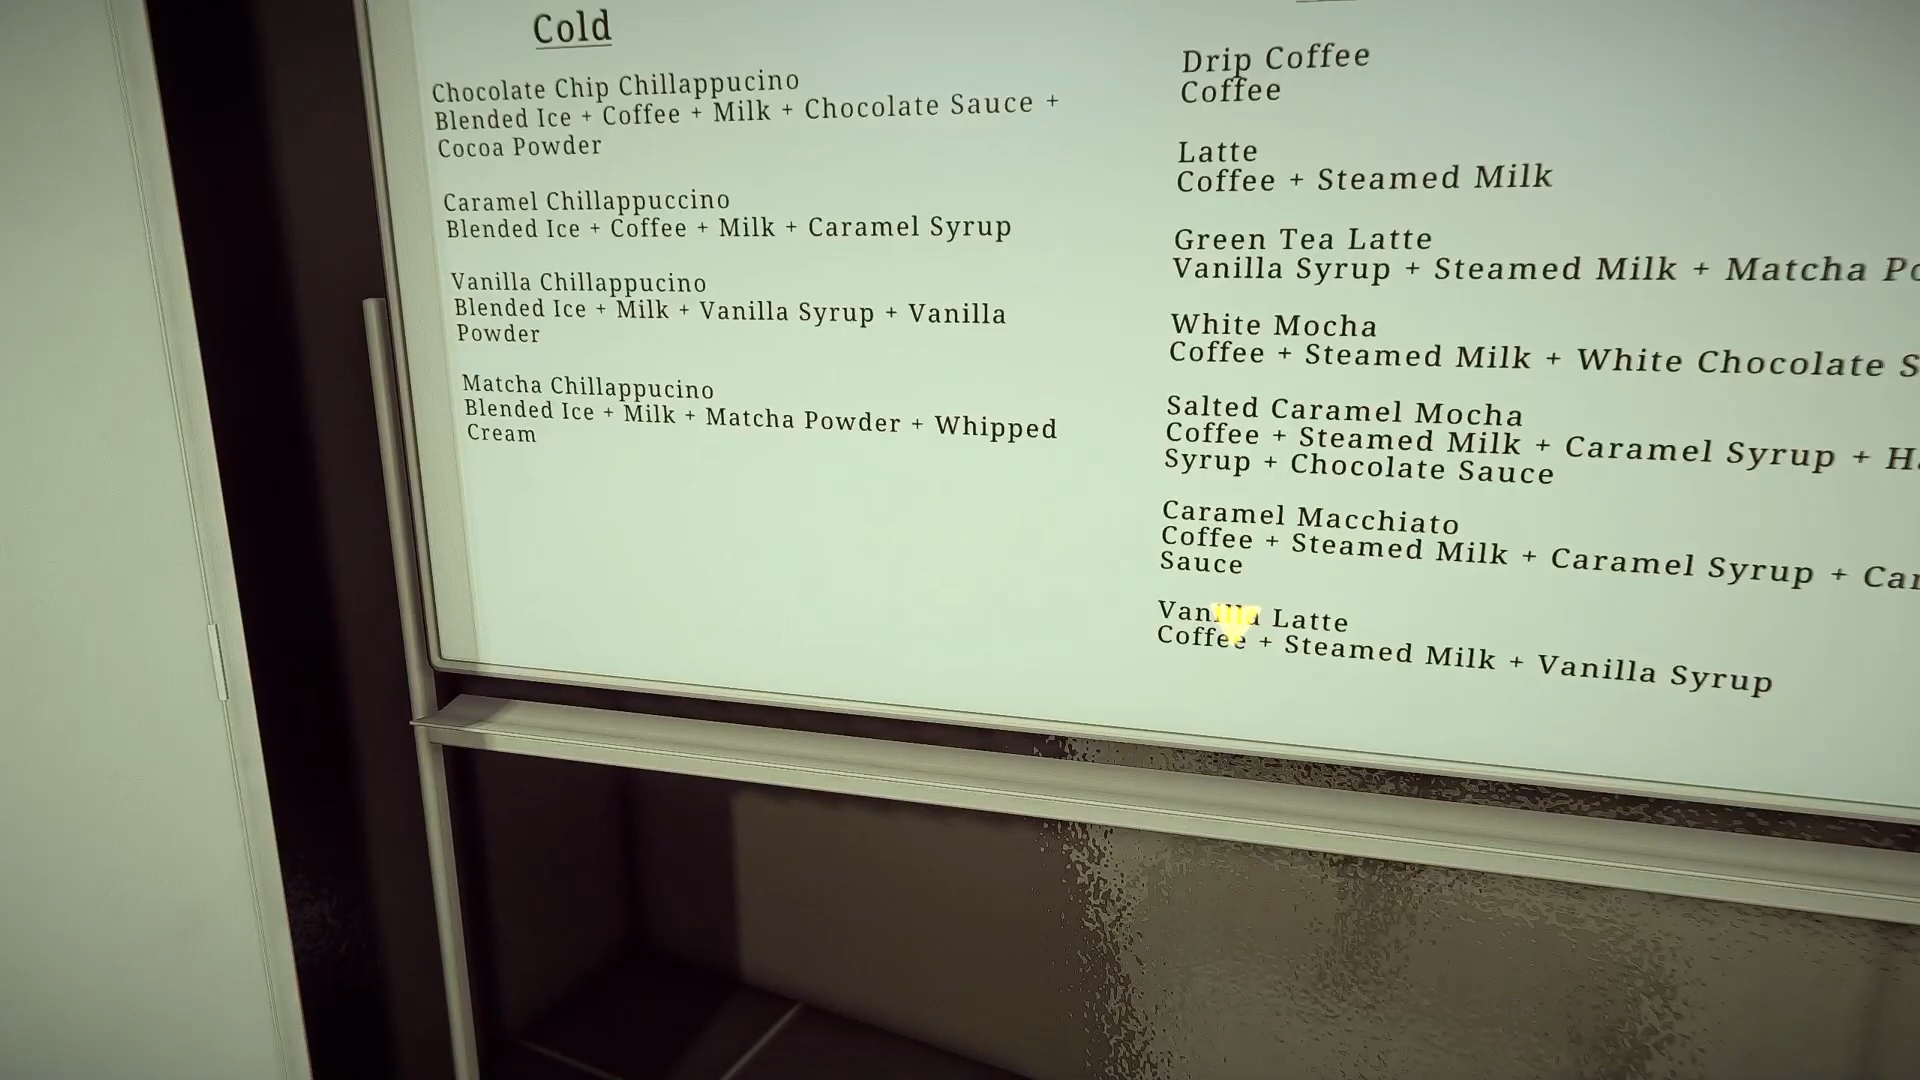 Cold
Chocolate Chip Chillappucino
Blended Ice + Coffee + Milk + Chocolate Sauce +
Cocoa Powder
Caramel Chillappuccino
Blended Ice + Coffee + Milk + Caramel Syrup
Vanilla Chillappucino
Blended Ice + Milk + Vanilla Syrup + Vanilla
Powder
Matcha Chillappucino
Blended Ice + Milk + Matcha Powder + Whipped
Cream
Drip Coffee
Coffee
Latte
Coffee + Steamed Milk
Green Tea Latte
Vanilla Syrup + Steamed Milk + Matcha
White Mocha
Coffee + Steamed Milk + White Chocolate
Salted Caramel Mocha
Coffee + Steamed Milk + Caramel Syrup +
Syrup + Chocolate Sauce
Caramel Macchiato
Coffee + Steamed Milk + Caramel Syrup +
Sauce
Vanilla Latte
Coffee + Steamed Milk + Vanilla Syrup